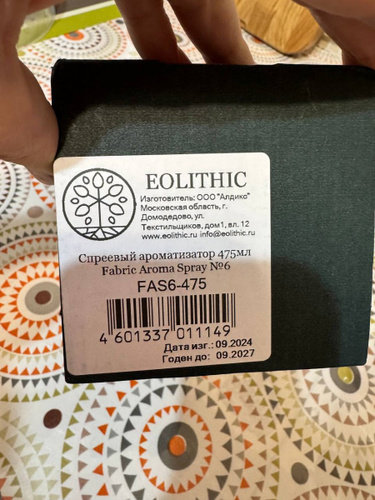 EOLITHIC
Изготовитель: ООО "Алдико"
Московская область, г.
Домодедово, ул.
Текстильщиков, дом1, вл. 12
www.eolithic.ru info@eolithic.ru
Спреевый ароматизатор 475мл
Fabric Aroma Spray №6
FAS6-475
4 601337 011149
Дата изг.: 09.2024
Годен до: 09.2027